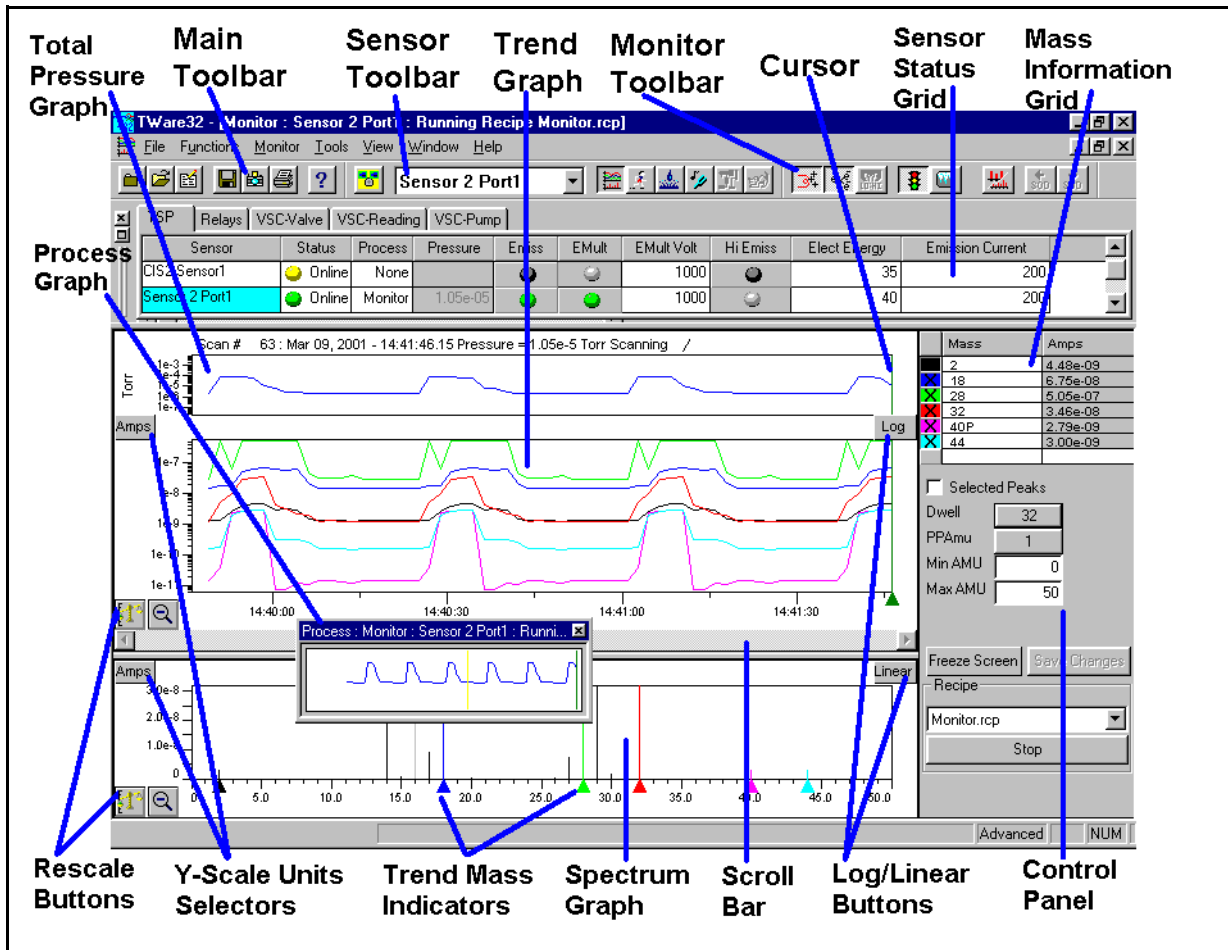 Total
Pressure
Graph
Main
Toolbar
Sensor
Toolbar
Trend
Graph
Monitor
Toolbar
Cursor
Sensor
Status
Grid
Mass
Information
Grid
TWare32 - [Monitor : Sensor 2 Port1 : Running Recipe Monitor.rcp]
File Functions Monitor Tools View Window Help
Sensor 2 Port1
TSP Relays VSC-Valve VSC-Reading VSC-Pump
Process
Graph
Sensor Status Process Pressure Emiss EMult EMult Volt Hi Emiss Elect Energy Emission Current
CIS2 Sensor1 Online None 1000 35 200
Sensor 2 Port1 Online Monitor 1.05e-05 1000 40 200
Scan # 63 : Mar 09, 2001 - 14:41:46.15 Pressure = 1.05e-5 Torr Scanning /
Torr
1e-3
1e-4
1e-5
1e-6
1e-7
Amps
Log
1e-7
1e-8
1e-9
1e-10
1e-11
14:40:00 14:40:30 14:41:00 14:41:30
Mass Amps
2 4.48e-09
18 6.75e-08
28 5.05e-07
32 3.46e-08
40P 2.79e-09
44 3.00e-09
Selected Peaks
Dwell 32
PPAmu 1
Min AMU 0
Max AMU 50
Freeze Screen Save Changes
Recipe
Monitor.rcp
Stop
Process : Monitor : Sensor 2 Port1 : Runni...
Amps
Linear
3.0e-8
2.0e-8
1.0e-8
0
0 5.0 10.0 15.0 20.0 25.0 30.0 35.0 40.0 45.0 50.0
Advanced NUM
Rescale
Buttons
Y-Scale Units
Selectors
Trend Mass
Indicators
Spectrum
Graph
Scroll
Bar
Log/Linear
Buttons
Control
Panel